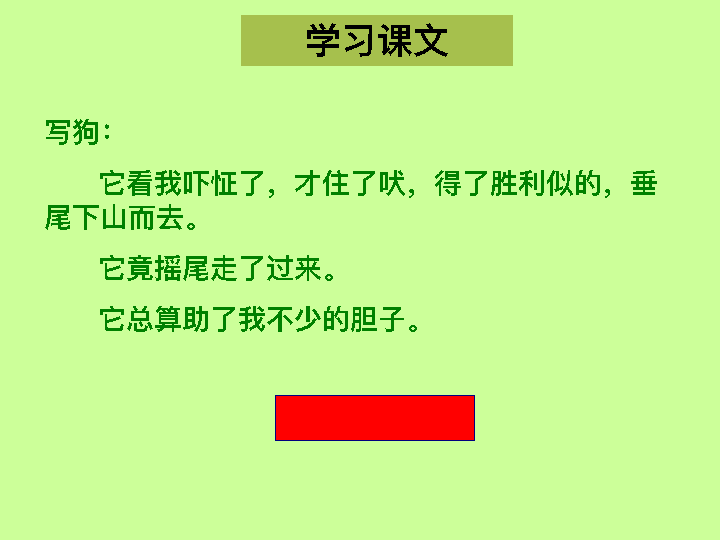 学习课文
写狗：
它看我吓怔了，才住了吠，得了胜利似的，垂
尾下山而去。
它竟摇尾走了过来。
它总算助了我不少的胆子。